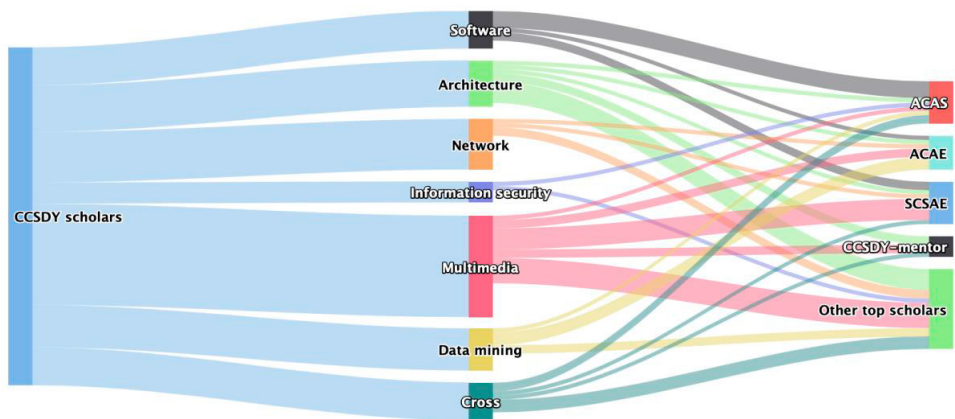 CCSDY scholars
Software
Architecture
Network
Information security
Multimedia
Data mining
Cross
ACAS
ACAE
SCSAE
CCSDY-mentor
Other top scholars